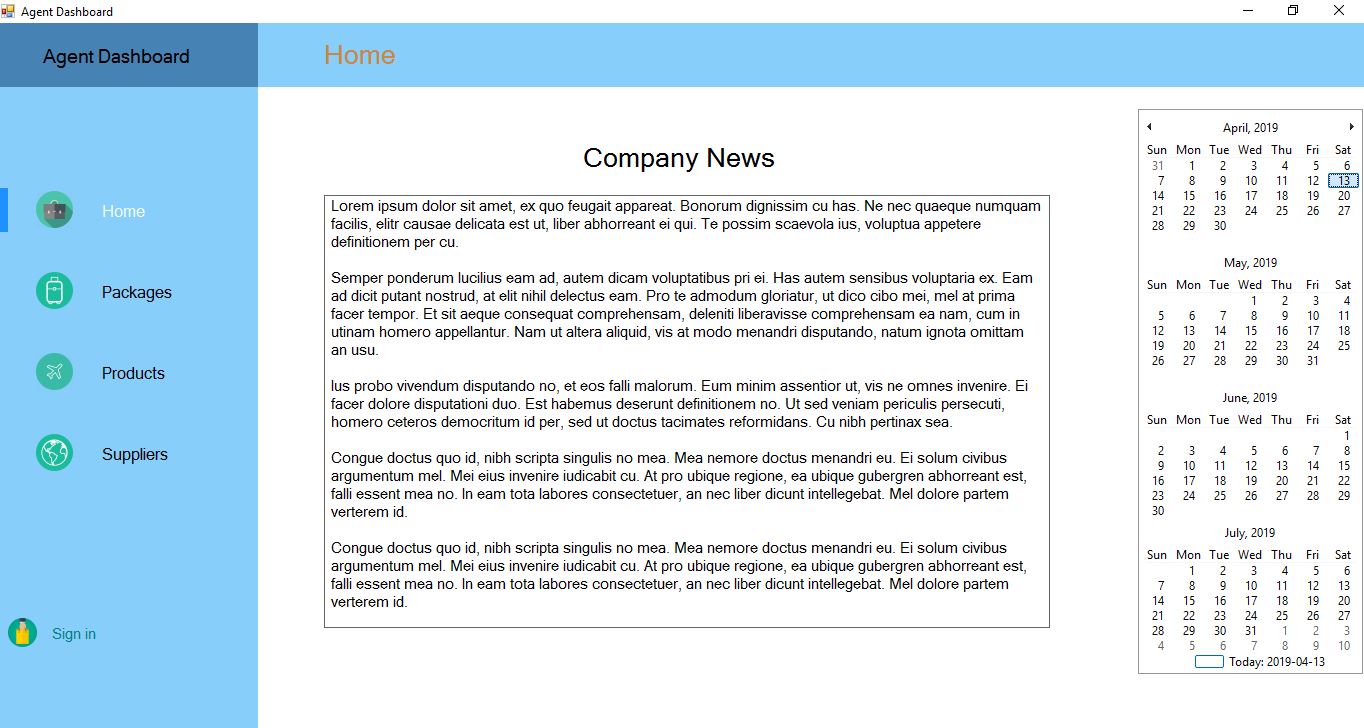 Agent Dashboard
Agent Dashboard
Home
Home
Packages
Products
Suppliers
Sign in
Company News
Lorem ipsum dolor sit amet, ex quo feugait appareat. Bonorum dignissim cu has. Ne nec quaeque numquam
facilis, elitr causae delicata est ut, liber abhorreant ei qui. Te possim scaevola ius, voluptua appetere
definitionem per cu.
Semper ponderum lucilius eam ad, autem dicam voluptatibus pri ei. Has autem sensibus voluptaria ex. Eam
ad dicit putant nostrud, at elit nihil delectus eam. Pro te admodum gloriatur, ut dico cibo mei, mel at prima
facer tempor. Et sit aeque consequat comprehensam, deleniti liberavisse comprehensam ea nam, cum in
utinam homero appellantur. Nam ut altera aliquid, vis at modo menandri disputando, natum ignota omittam
an usu.
Ius probo vivendum disputando no, et eos falli malorum. Eum minim assentior ut, vis ne omnes invenire. Ei
facer dolore disputationi duo. Est habemus deserunt definitionem no. Ut sed veniam periculis persecuti,
homero ceteros democritum id per, sed ut doctus tacimates reformidans. Cu nibh pertinax sea.
Congue doctus quo id, nibh scripta singulis no mea. Mea nemore doctus menandri eu. Ei solum civibus
argumentum mel. Mei eius invenire iudicabit cu. At pro ubique regione, ea ubique gubergren abhorreant est,
falli essent mea no. In eam tota labores consectetuer, an nec liber dicunt intellegebat. Mel dolore partem
verterem id.
Congue doctus quo id, nibh scripta singulis no mea. Mea nemore doctus menandri eu. Ei solum civibus
argumentum mel. Mei eius invenire iudicabit cu. At pro ubique regione, ea ubique gubergren abhorreant est,
falli essent mea no. In eam tota labores consectetuer, an nec liber dicunt intellegebat. Mel dolore partem
verterem id.
April, 2019
Sun Mon Tue Wed Thu Fri Sat
31 1 2 3 4 5 6
7 8 9 10 11 12 13
14 15 16 17 18 19 20
21 22 23 24 25 26 27
28 29 30
May, 2019
Sun Mon Tue Wed Thu Fri Sat
1 2 3 4
5 6 7 8 9 10 11
12 13 14 15 16 17 18
19 20 21 22 23 24 25
26 27 28 29 30 31
June, 2019
Sun Mon Tue Wed Thu Fri Sat
1
2 3 4 5 6 7 8
9 10 11 12 13 14 15
16 17 18 19 20 21 22
23 24 25 26 27 28 29
30
July, 2019
Sun Mon Tue Wed Thu Fri Sat
1 2 3 4 5 6
7 8 9 10 11 12 13
14 15 16 17 18 19 20
21 22 23 24 25 26 27
28 29 30 31 1 2 3
4 5 6 7 8 9 10
Today: 2019-04-13